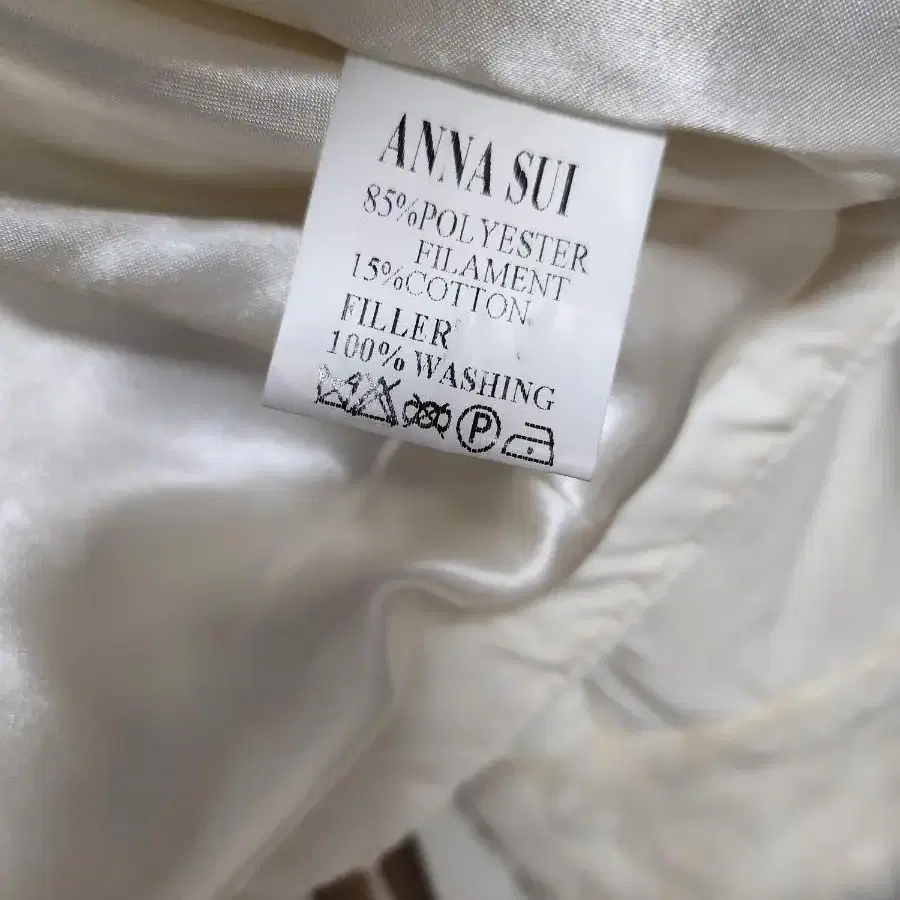 ANNA SUI
85%POLYESTER
FILAMENT
15%COTTON
FILLER
100% WASHING
P